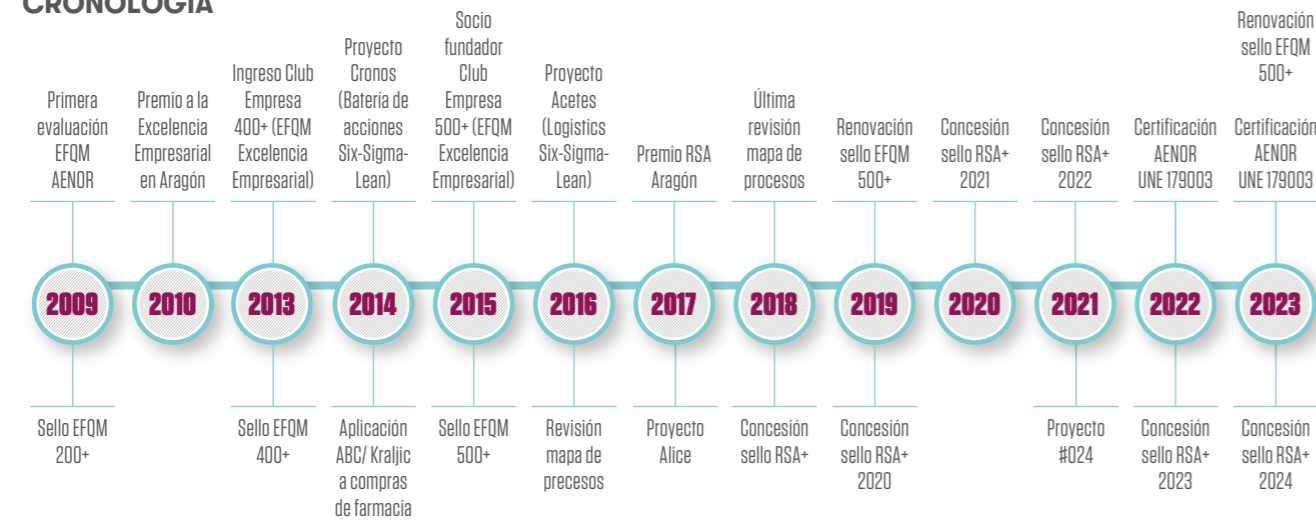 CRONOLOGÍA
Primera
evaluación
EFQM
AENOR
Premio a la
Excelencia
Empresarial
en Aragón
Ingreso Club
Empresa
400+ (EFQM
Excelencia
Empresarial)
Proyecto
Cronos
(Batería de
acciones
Six-Sigma-
Lean)
Socio
fundador
Club
Empresa
500+ (EFQM
Excelencia
Empresarial)
Proyecto
Acetes
(Logistics
Six-Sigma-
Lean)
Premio RSA
Aragón
Última
revisión
mapa de
procesos
Renovación
sello EFQM
500+
Concesión
sello RSA+
2021
Concesión
sello RSA+
2022
Certificación
AENOR
UNE 179003
Renovación
sello EFQM
500+
Certificación
AENOR
UNE 179003
2009
2010
2013
2014
2015
2016
2017
2018
2019
2020
2021
2022
2023
Sello EFQM
200+
Sello EFQM
400+
Aplicación
ABC/ Kraljic
a compras
de farmacia
Sello EFQM
500+
Revisión
mapa de
precesos
Proyecto
Alice
Concesión
sello RSA+
Concesión
sello RSA+
2020
Proyecto
#024
Concesión
sello RSA+
2023
Concesión
sello RSA+
2024